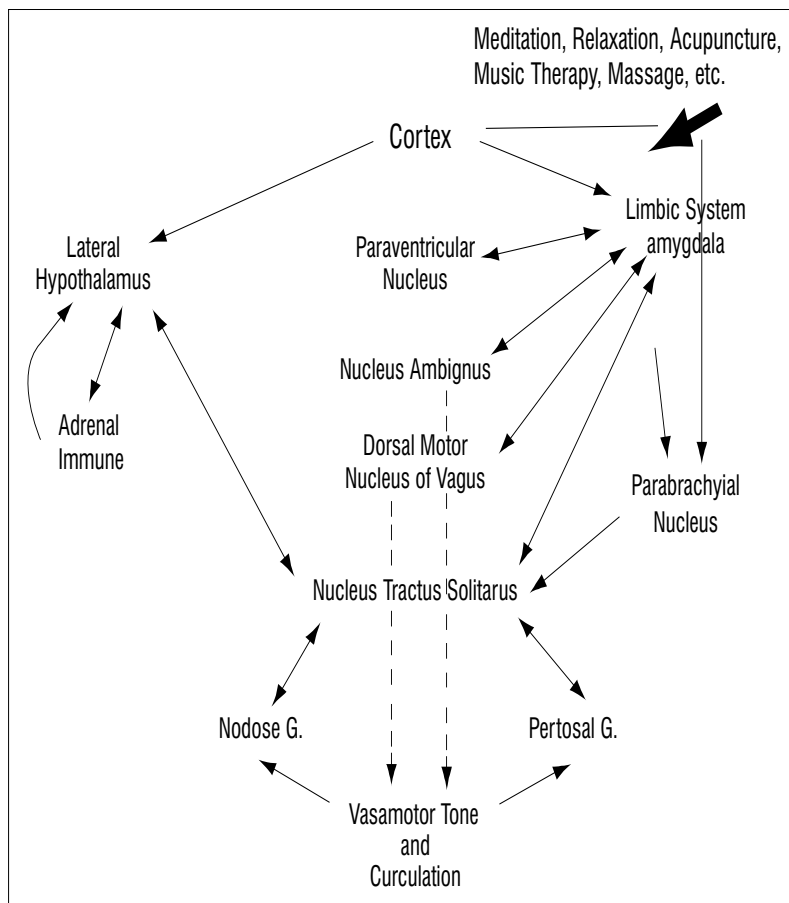 Meditation, Relaxation, Acupuncture,
Music Therapy, Massage, etc.
Cortex
Limbic System
amygdala
Lateral
Hypothalamus
Paraventricular
Nucleus
Nucleus Ambignus
Adrenal
Immune
Dorsal Motor
Nucleus of Vagus
Parabrachyial
Nucleus
Nucleus Tractus Solitarus
Nodose G.
Pertosal G.
Vasamotor Tone
and
Curculation